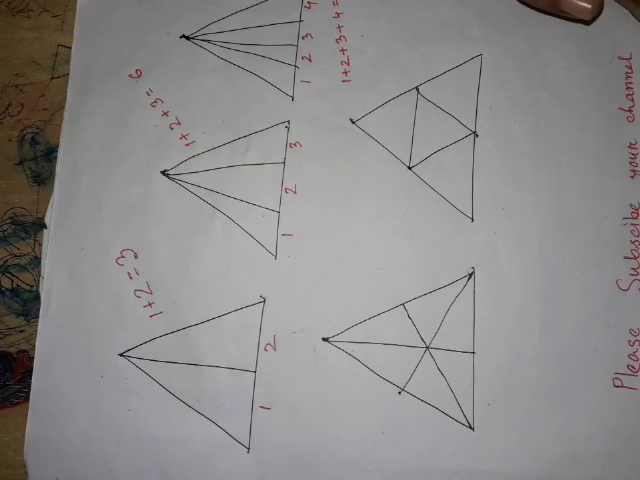 1+2=3
1 2
1+2+3=6
1 2 3
1+2+3+4=
1 2 3 4
Please Subscibe your channel